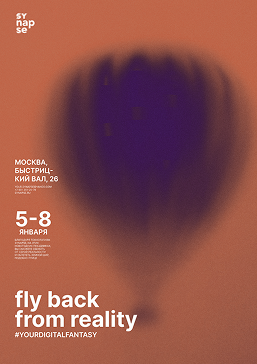 sy
nap
se
МОСКВА,
БЫСТРИЦ-
КИЙ ВАЛ, 26
5-8
ЯНВАРЯ
fly back
from reality
#YOURDIGITALFANTASY